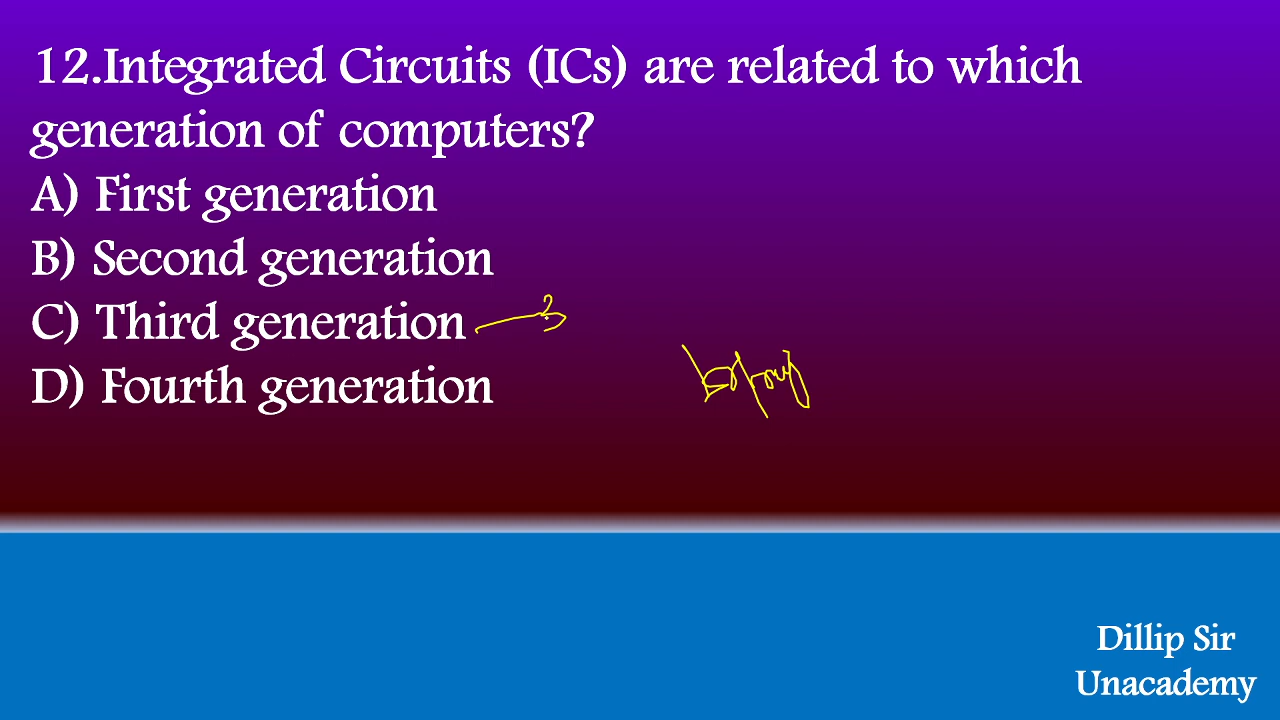 12.Integrated Circuits (ICs) are related to which
generation of computers?
A) First generation
B) Second generation
C) Third generation
3
D) Fourth generation
Dillip Sir
Unacademy